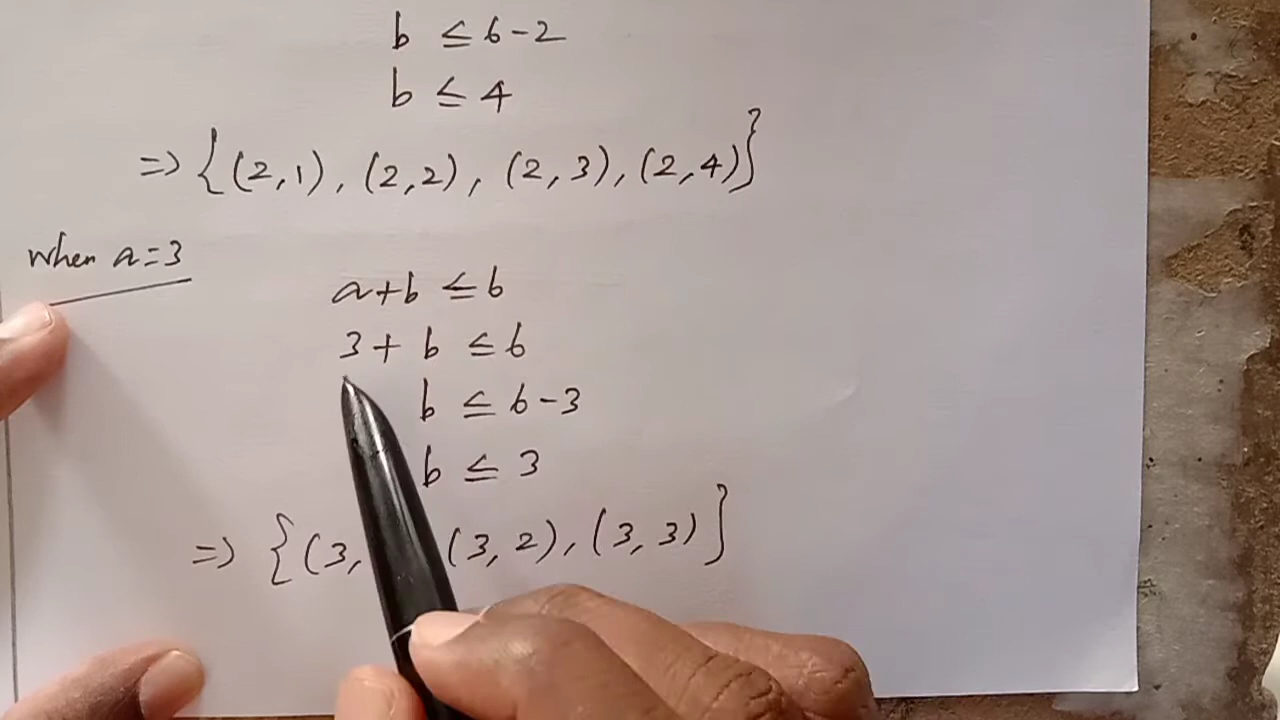 b ≤ 6-2
b ≤ 4
=> {(2,1), (2,2), (2,3), (2,4)}
When a=3
a+b ≤ 6
3 + b ≤ 6
b ≤ 6-3
b ≤ 3
=> {(3, (3,2), (3,3)}